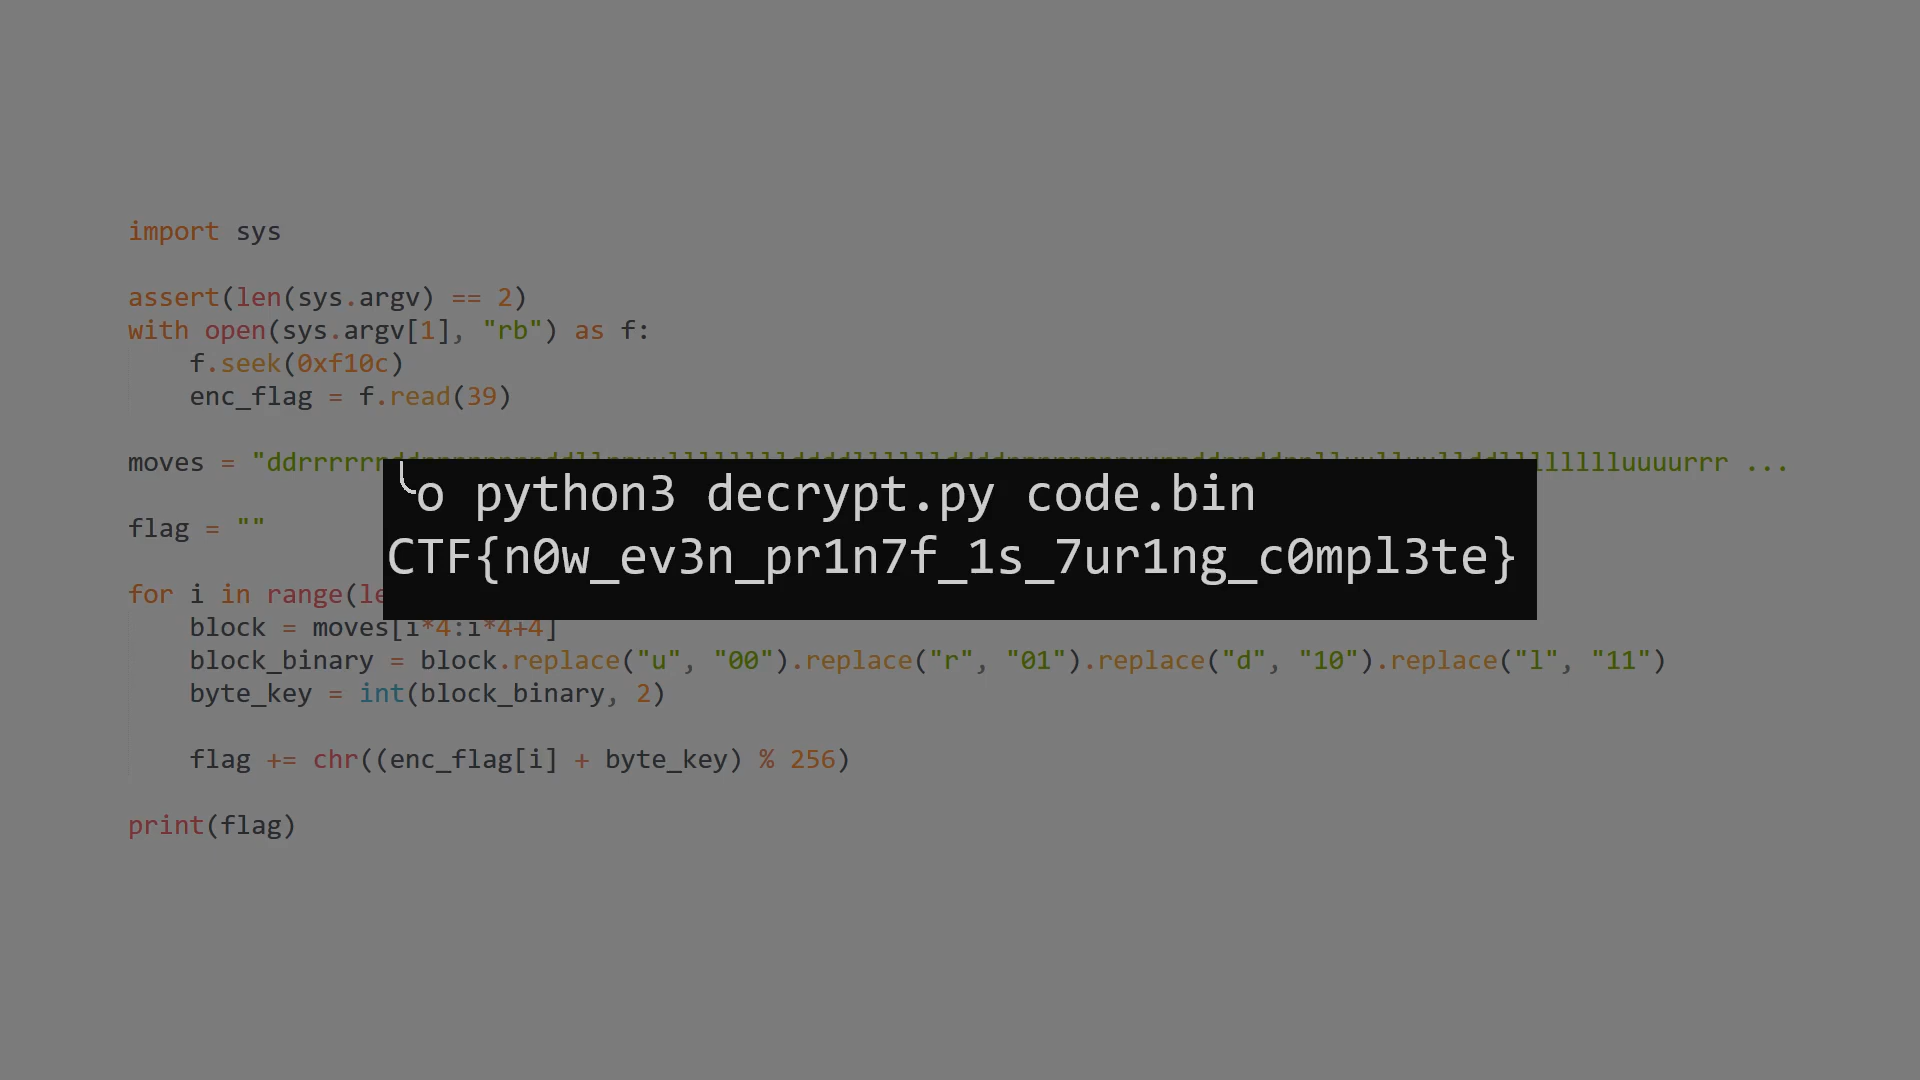 import sys
assert(len(sys.argv) == 2)
with open(sys.argv[1], "rb") as f:
f.seek(0xf10c)
enc_flag = f.read(39)
moves = "ddrrrrrr
lllllllluuuurrr ...
o python3 decrypt.py code.bin
flag = ""
CTF{n0w_ev3n_pr1n7f_1s_7ur1ng_c0mpl3te}
for i in range(le
block = moves[i*4:i*4+4]
block_binary = block.replace("u", "00").replace("r", "01").replace("d", "10").replace("l", "11")
byte_key = int(block_binary, 2)
flag += chr((enc_flag[i] + byte_key) % 256)
print(flag)